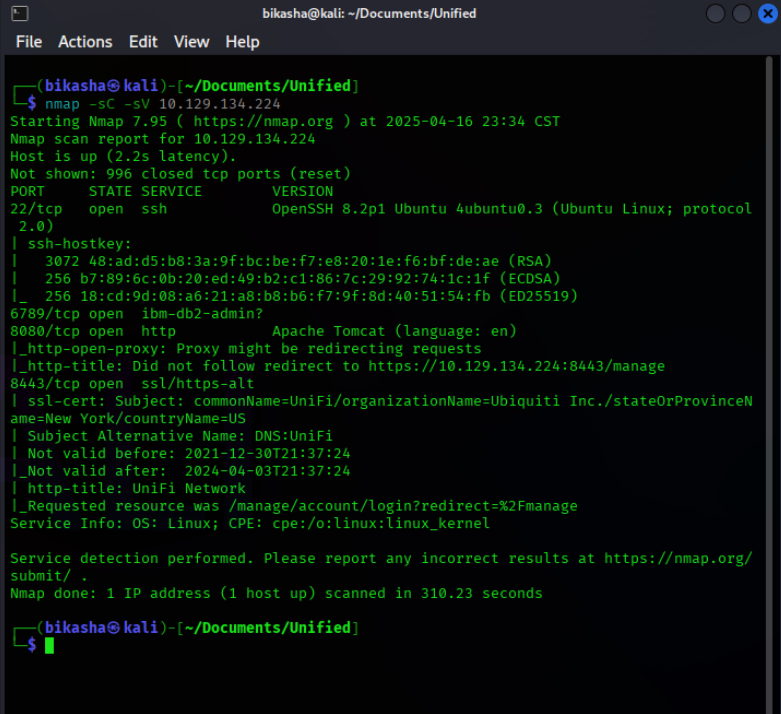 bikasha@kali: ~/Documents/Unified
File Actions Edit View Help
┌──(bikasha㉿kali)-[~/Documents/Unified]
└─$ nmap -sC -sV 10.129.134.224
Starting Nmap 7.95 ( https://nmap.org ) at 2025-04-16 23:34 CST
Nmap scan report for 10.129.134.224
Host is up (2.2s latency).
Not shown: 996 closed tcp ports (reset)
PORT     STATE SERVICE         VERSION
22/tcp   open  ssh             OpenSSH 8.2p1 Ubuntu 4ubuntu0.3 (Ubuntu Linux; protocol
 2.0)
| ssh-hostkey:
|   3072 48:ad:d5:b8:3a:9f:bc:be:f7:e8:20:1e:f6:bf:de:ae (RSA)
|   256 b7:89:6c:0b:20:ed:49:b2:c1:86:7c:29:92:74:1c:1f (ECDSA)
|_  256 18:cd:9d:08:a6:21:a8:b8:b6:f7:9f:8d:40:51:54:fb (ED25519)
6789/tcp open  ibm-db2-admin?
8080/tcp open  http            Apache Tomcat (language: en)
|_http-open-proxy: Proxy might be redirecting requests
|_http-title: Did not follow redirect to https://10.129.134.224:8443/manage
8443/tcp open  ssl/https-alt
| ssl-cert: Subject: commonName=UniFi/organizationName=Ubiquiti Inc./stateOrProvinceN
ame=New York/countryName=US
| Subject Alternative Name: DNS:UniFi
| Not valid before: 2021-12-30T21:37:24
|_Not valid after:  2024-04-03T21:37:24
| http-title: UniFi Network
|_Requested resource was /manage/account/login?redirect=%2Fmanage
Service Info: OS: Linux; CPE: cpe:/o:linux:linux_kernel
Service detection performed. Please report any incorrect results at https://nmap.org/
submit/ .
Nmap done: 1 IP address (1 host up) scanned in 310.23 seconds
┌──(bikasha㉿kali)-[~/Documents/Unified]
└─$